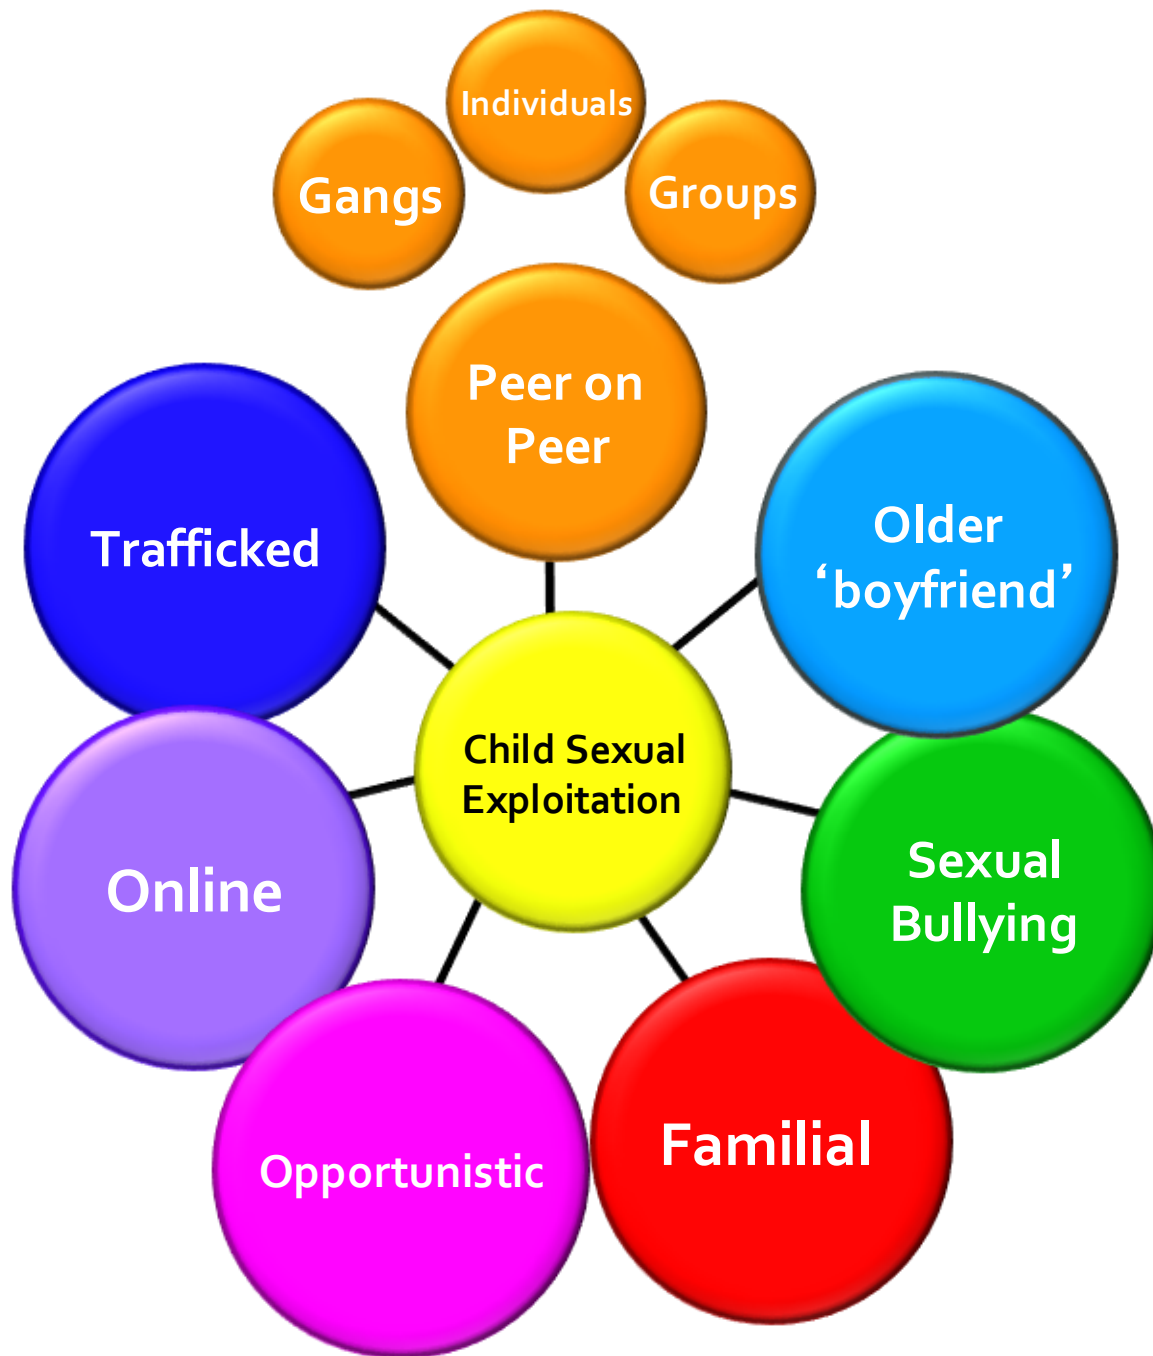 Individuals
Gangs
Groups
Peer on
Peer
Trafficked
Older
‘boyfriend’
Child Sexual
Exploitation
Online
Sexual
Bullying
Opportunistic
Familial